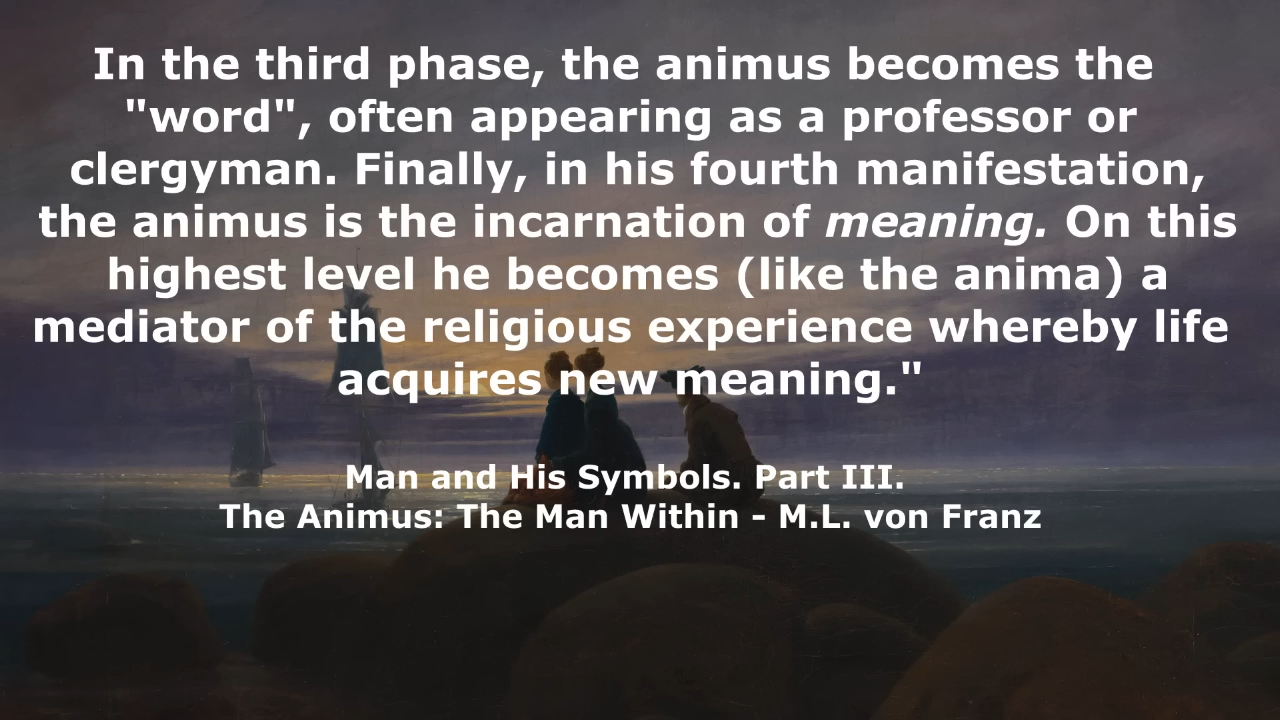 In the third phase, the animus becomes the
"word", often appearing as a professor or
clergyman. Finally, in his fourth manifestation,
the animus is the incarnation of meaning. On this
highest level he becomes (like the anima) a
mediator of the religious experience whereby life
acquires new meaning."
Man and His Symbols. Part III.
The Animus: The Man Within - M.L. von Franz